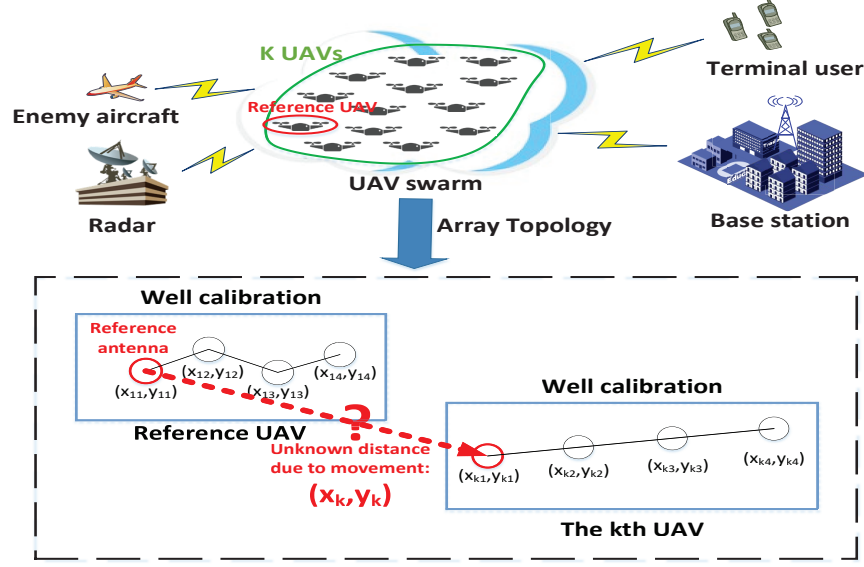 K UAVs
Reference UAV
Enemy aircraft
Terminal user
UAV swarm
Radar
Base station
Array Topology
Well calibration
Reference
antenna
(x12,y12)
(x14,y14)
(x11,y11)
(x13,y13)
?
Reference UAV
Unknown distance
due to movement:
(xk,yk)
Well calibration
(xk1,yk1)
(xk2,yk2)
(xk3,yk3)
(xk4,yk4)
The kth UAV